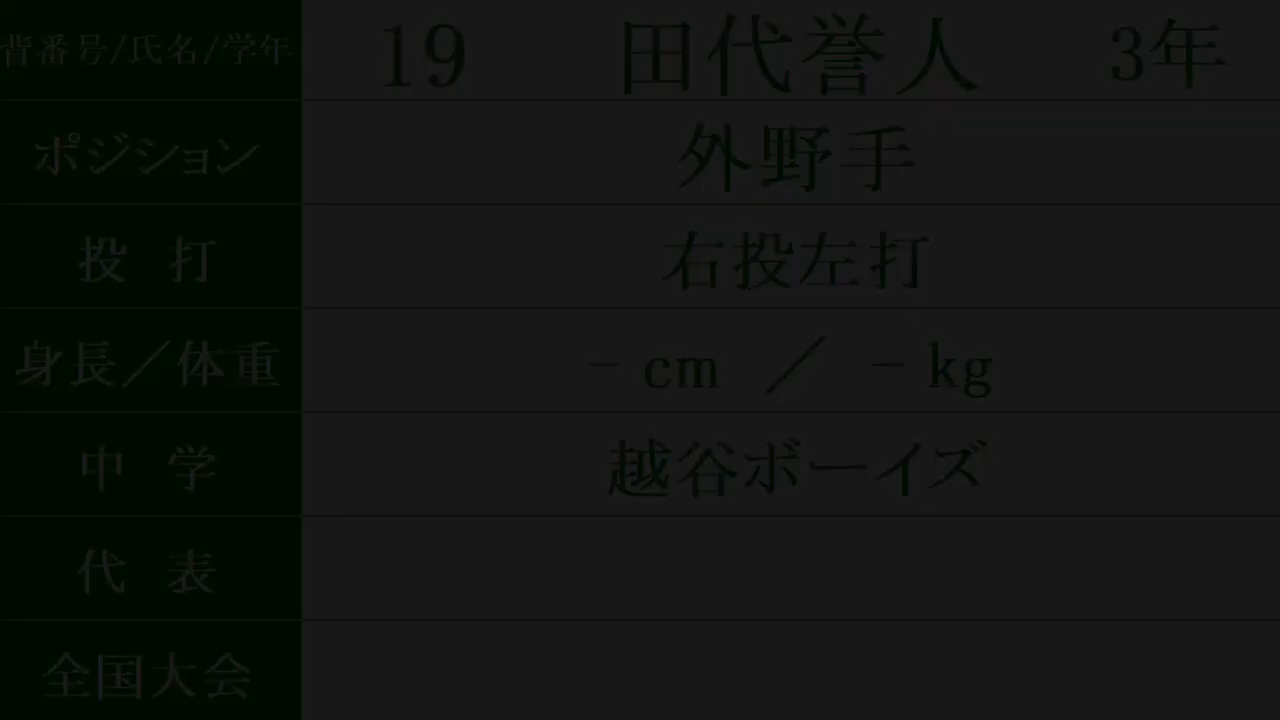 背番号/氏名/学年 19 田代誉人 3年
ポジション 外野手
投 打 右投左打
身長／体重 － cm ／ － kg
中 学 越谷ボーイズ
代 表
全国大会